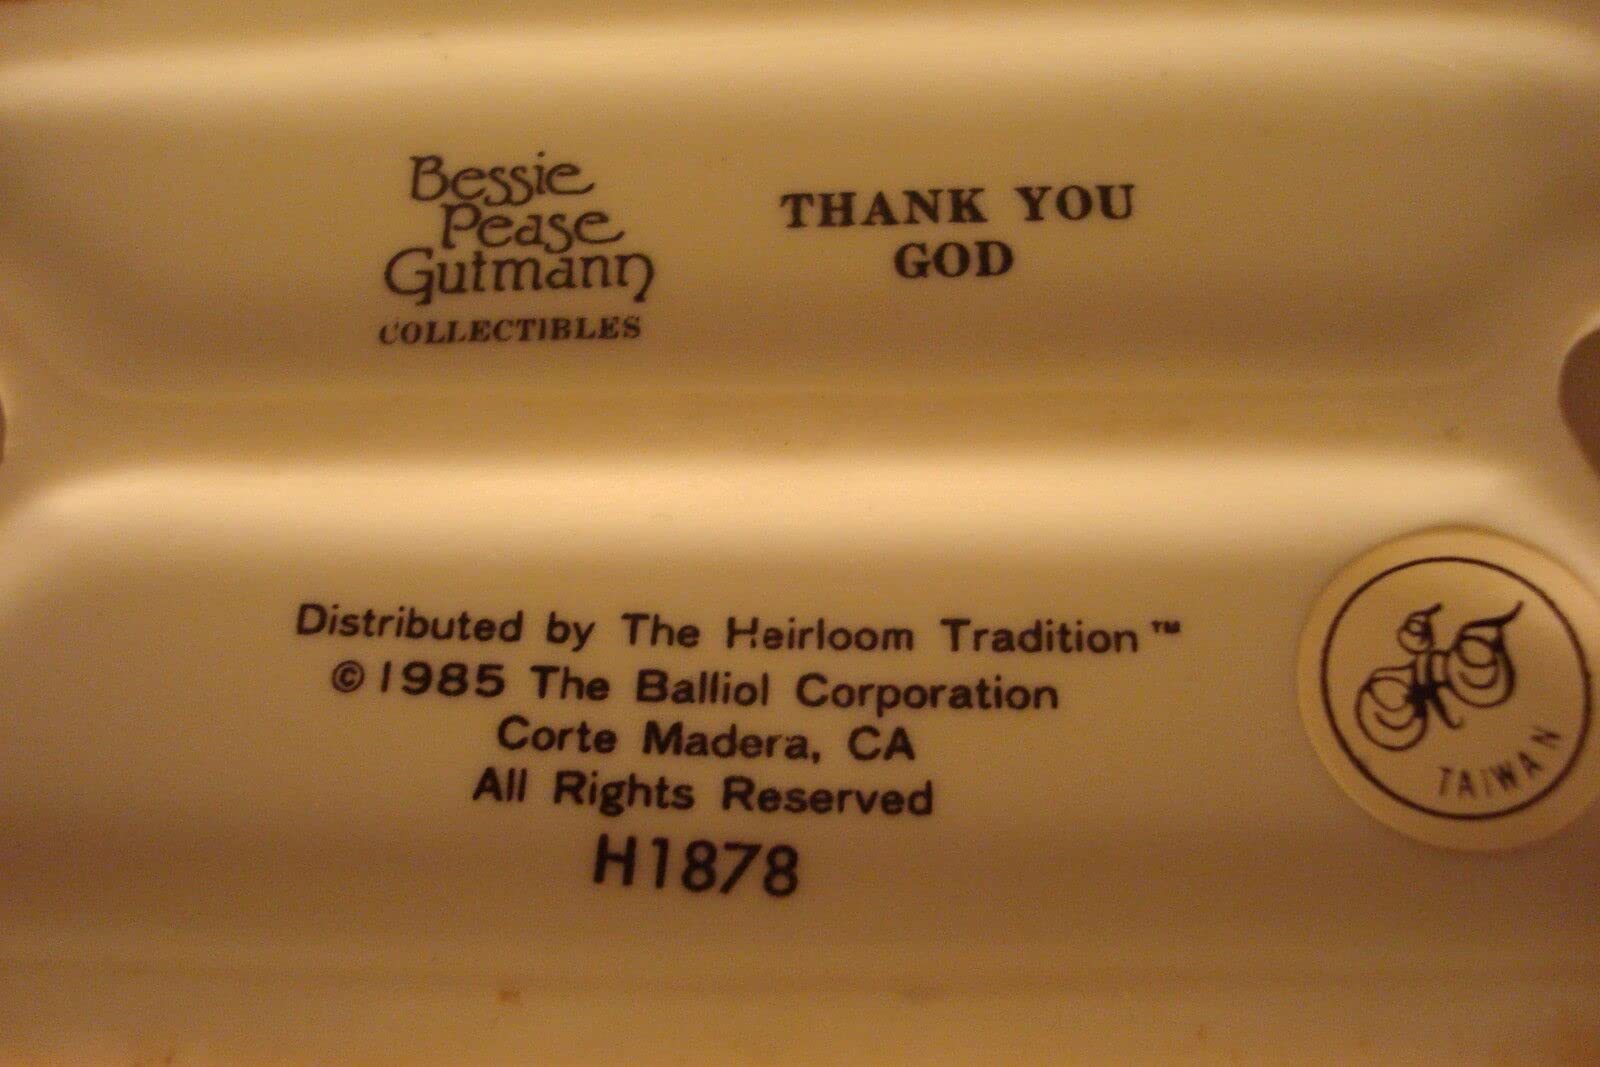 Bessie
Pease
Gutmann
COLLECTIBLES
THANK YOU
GOD
Distributed by The Heirloom Tradition™
©1985 The Balliol Corporation
Corte Madera, CA
All Rights Reserved
H1878
TAIWAN